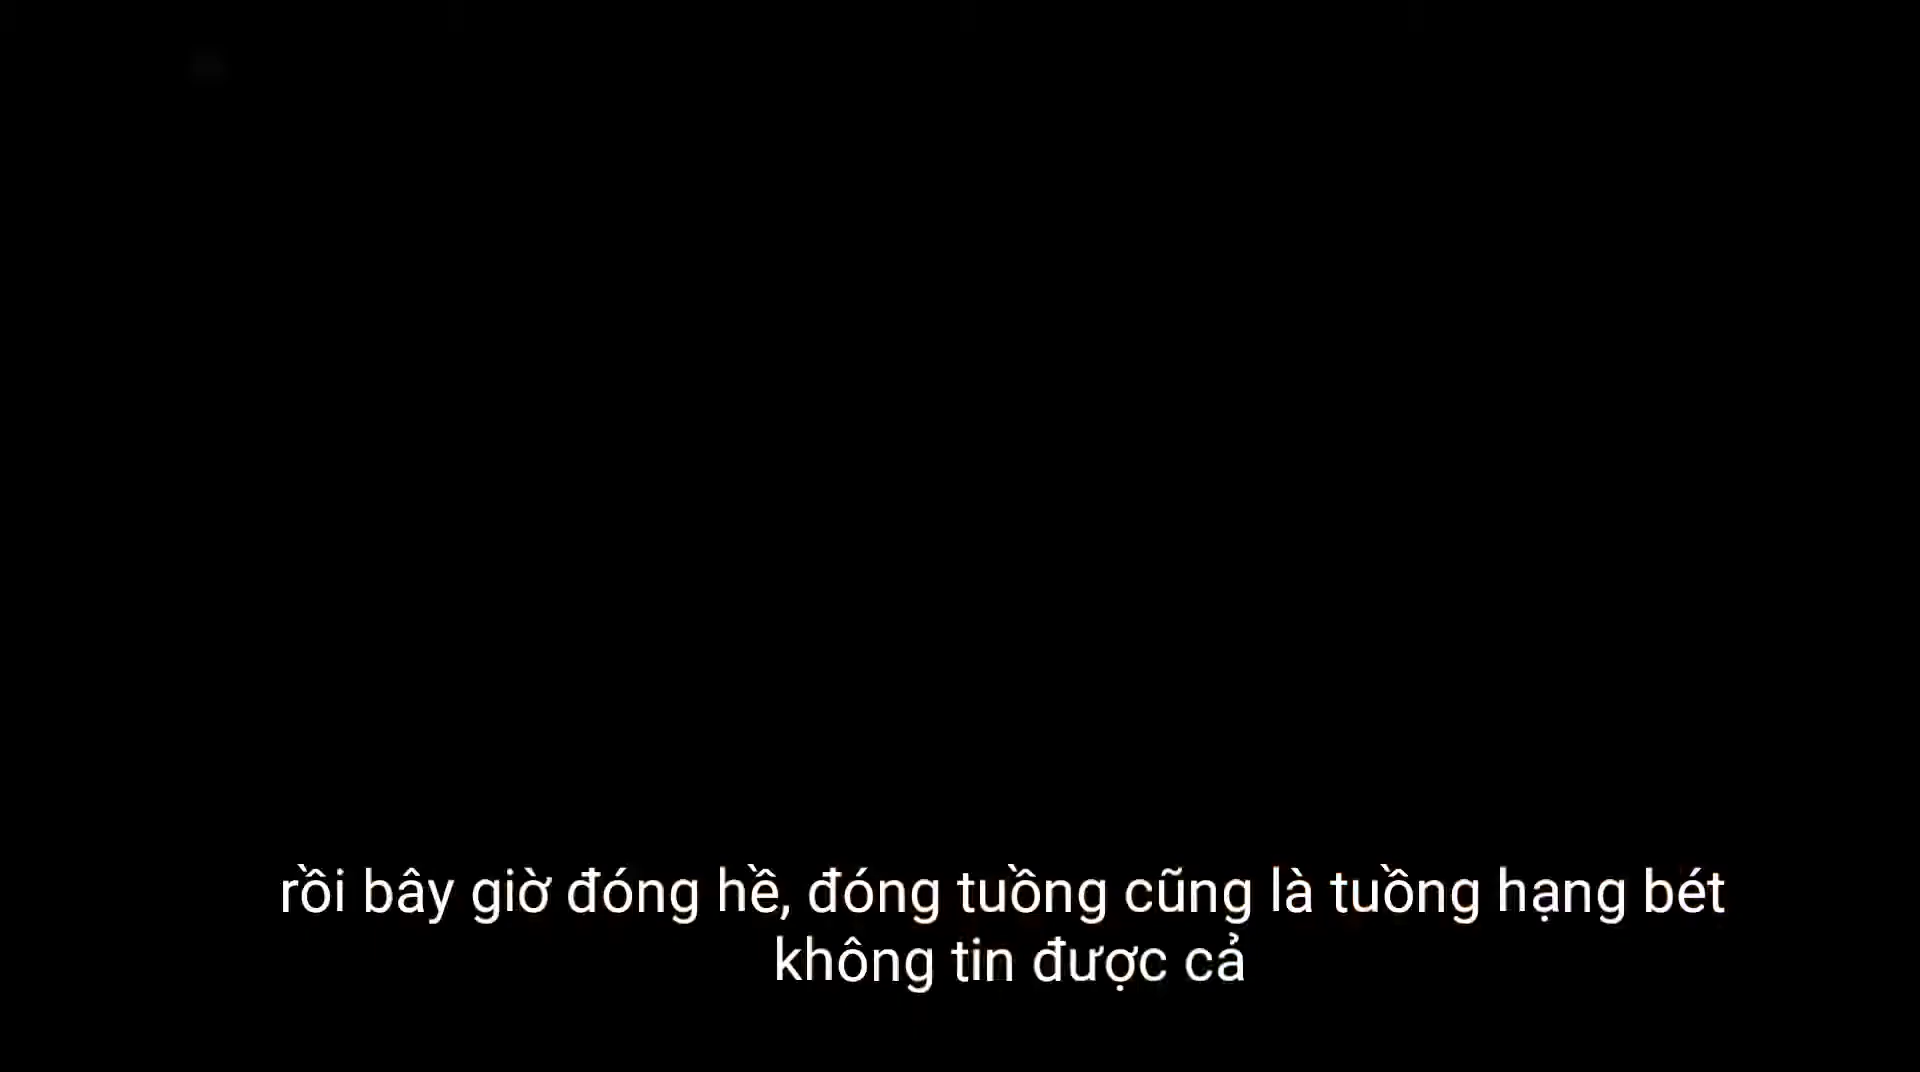 rồi bây giờ đóng hề, đóng tuồng cũng là tuồng hạng bét
không tin được cả